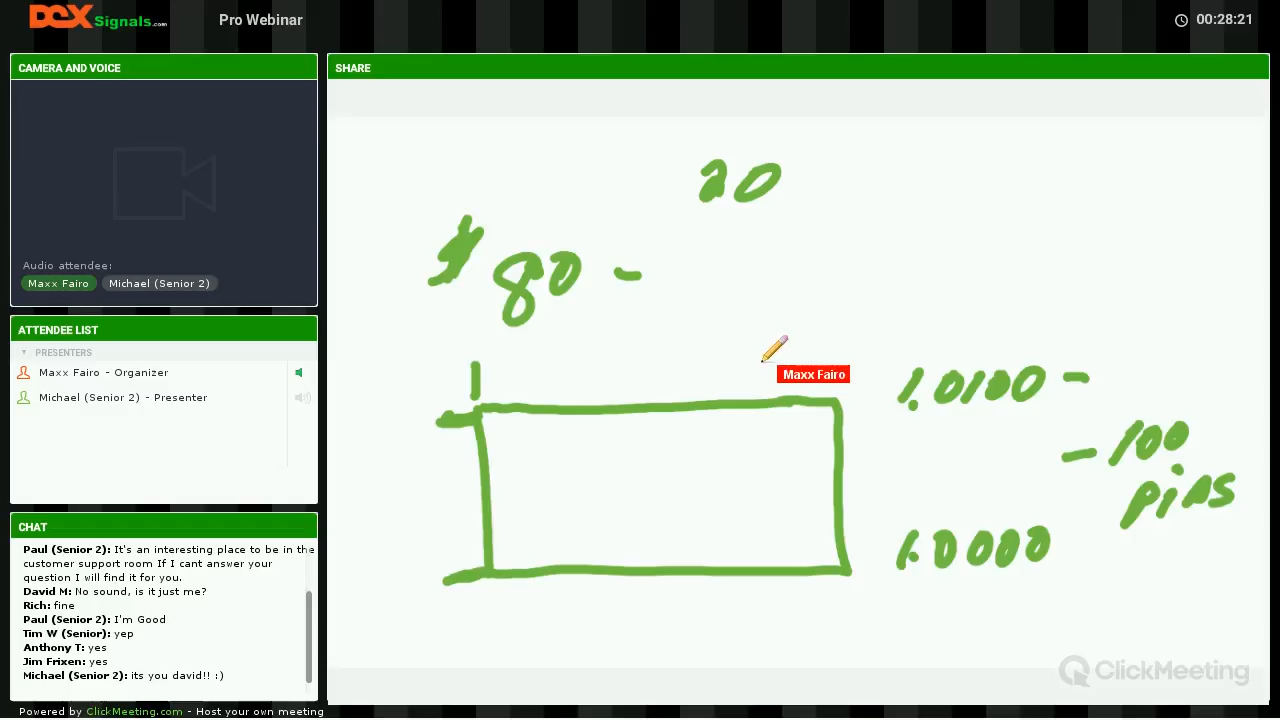 DCX Signals.com
Pro Webinar
00:28:21
CAMERA AND VOICE
Audio attendee:
Maxx Fairo
Michael (Senior 2)
ATTENDEE LIST
PRESENTERS
Maxx Fairo - Organizer
Michael (Senior 2) - Presenter
CHAT
Paul (Senior 2): It's an interesting place to be in the
customer support room If I cant answer your
question I will find it for you.
David M: No sound, is it just me?
Rich: fine
Paul (Senior 2): I'm Good
Tim W (Senior): yep
Anthony T: yes
Jim Frixen: yes
Michael (Senior 2): its you david!! :)
Powered by ClickMeeting.com - Host your own meeting
SHARE
20
$ 80 -
Maxx Fairo
1.0100 -
- 100
pips
1.0000
ClickMeeting